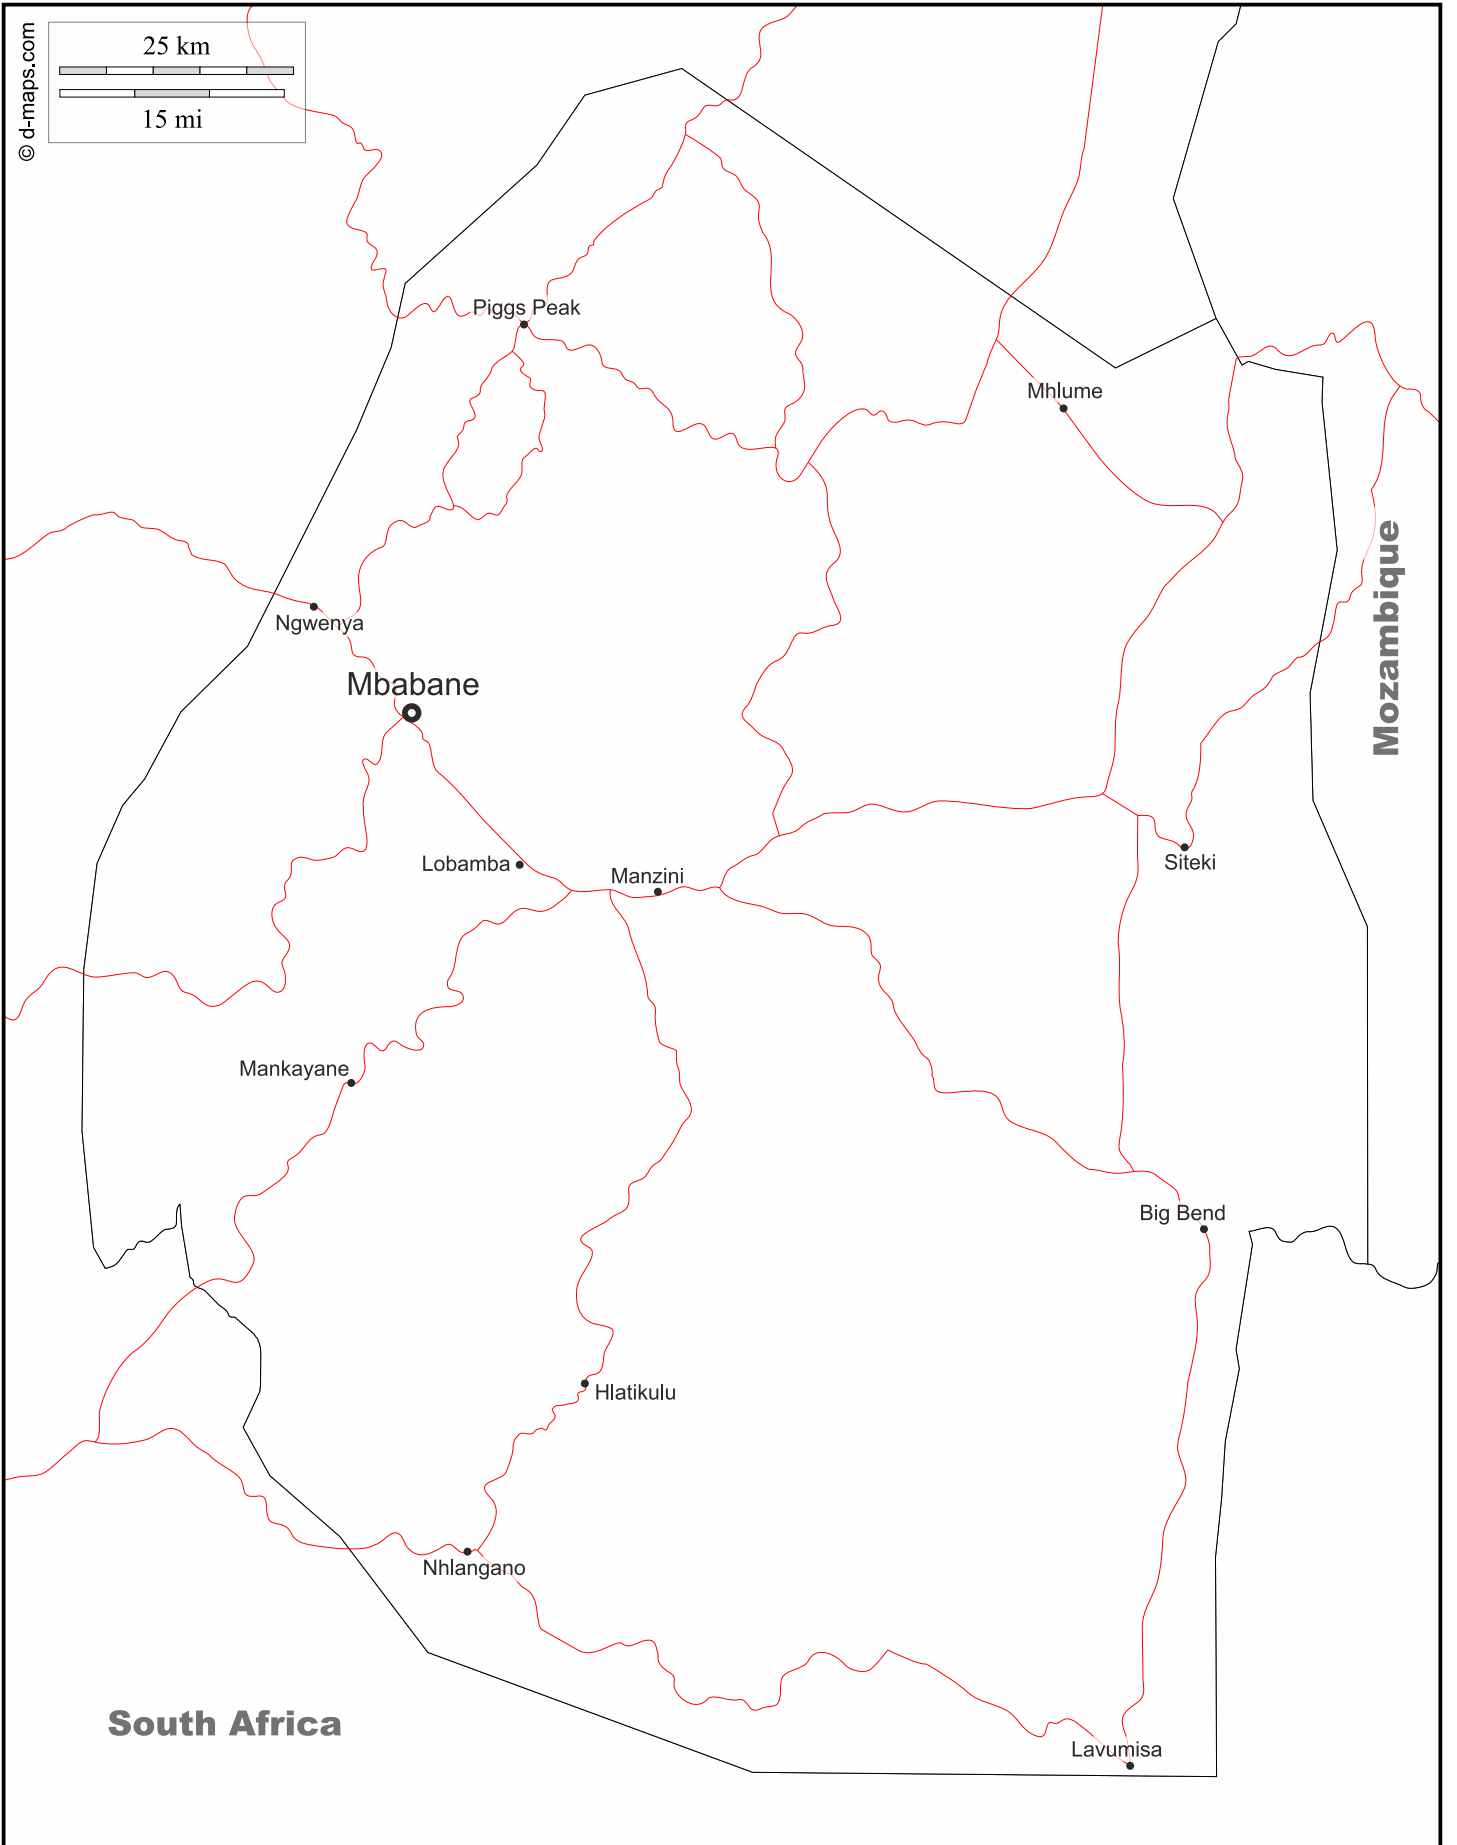 © d-maps.com
25 km
15 mi
Piggs Peak
Mhlume
Ngwenya
Mbabane
Mozambique
Lobamba
Manzini
Siteki
Mankayane
Big Bend
Hlatikulu
Nhlangano
South Africa
Lavumisa